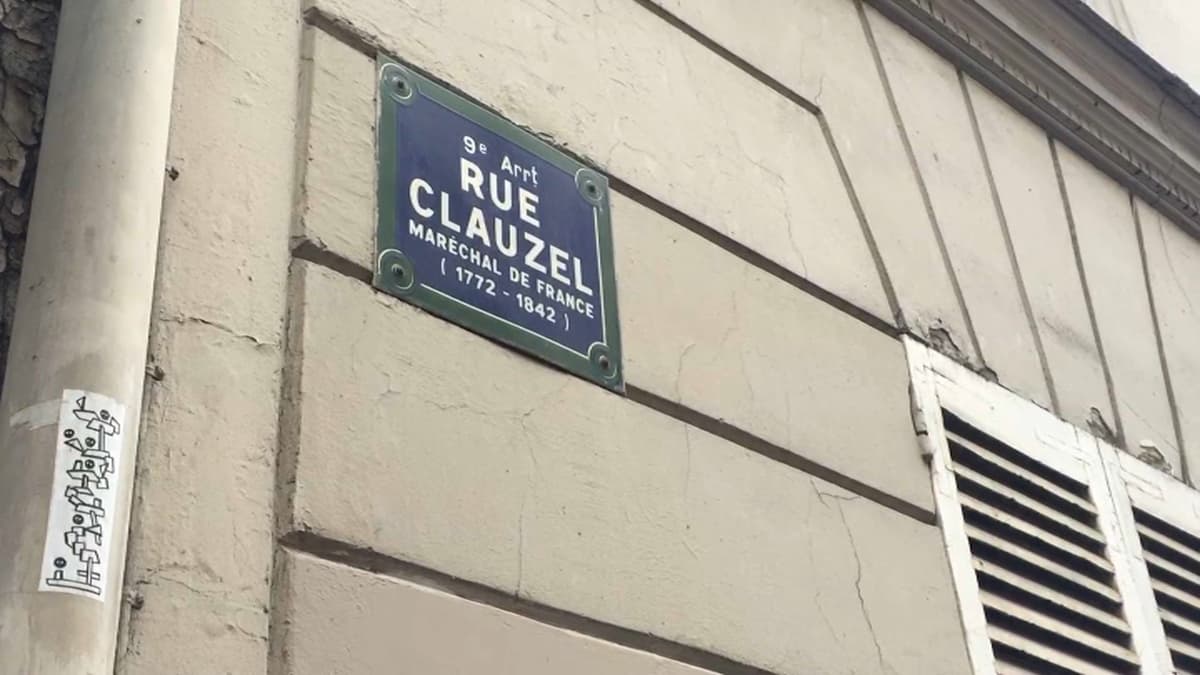 9e Arrt
RUE
CLAUZEL
MARÉCHAL DE FRANCE
( 1772 - 1842 )